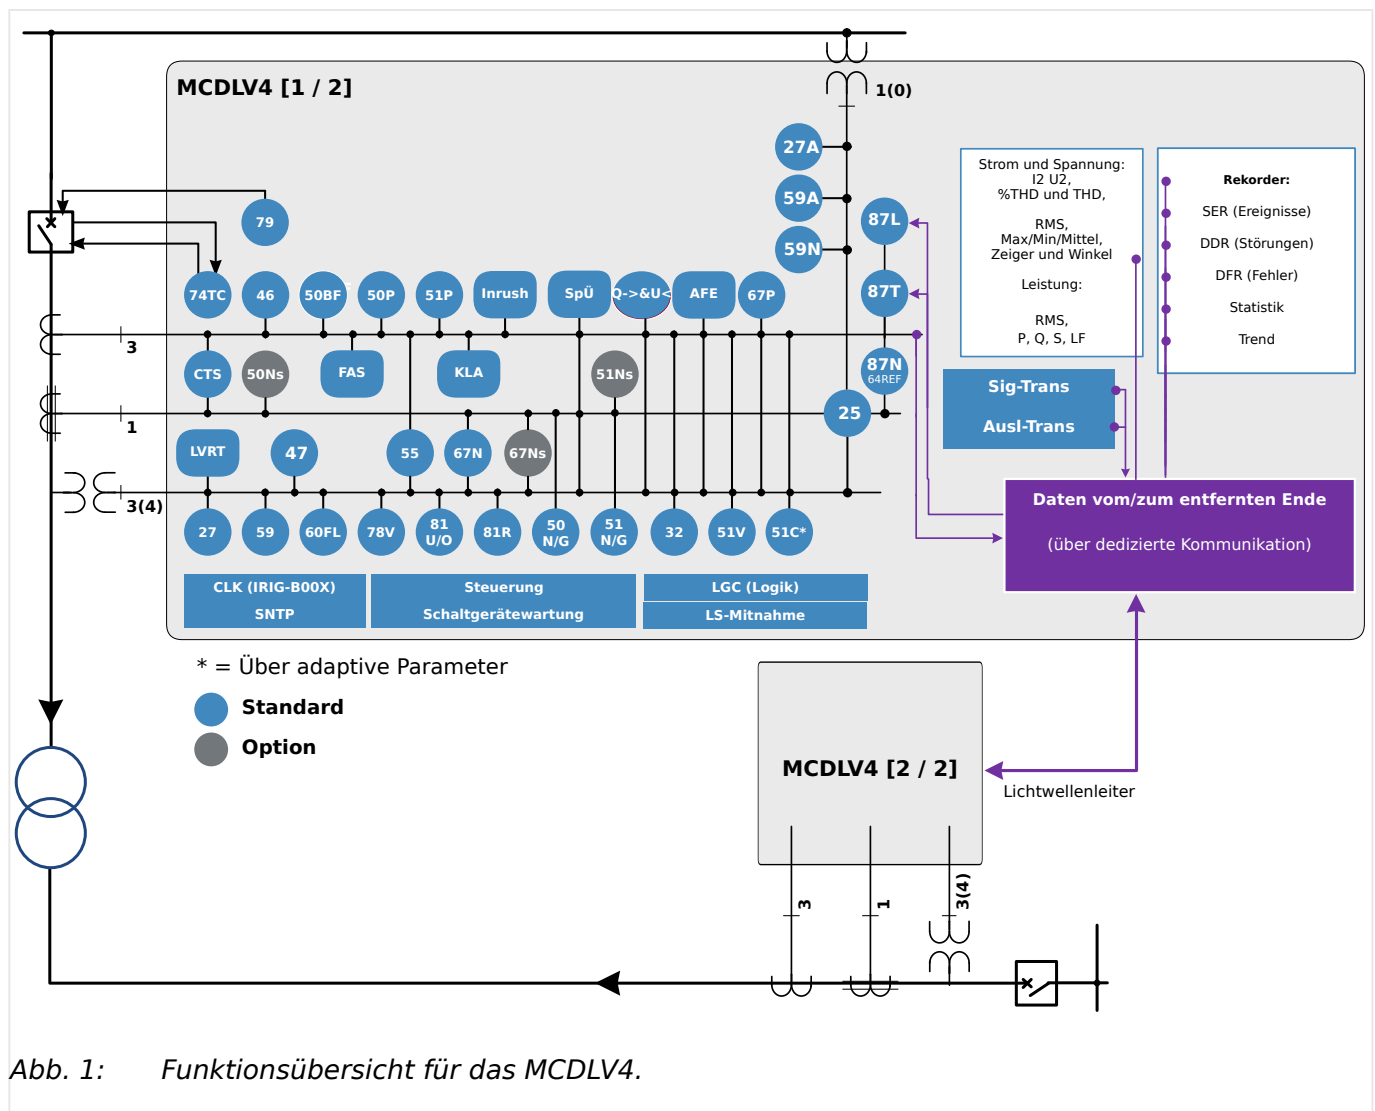 MCDLV4 [1 / 2]
1(0)
27A
59A
59N
87L
87T
87N
64REF
25
Strom und Spannung:
I2 U2,
%THD und THD,
RMS,
Max/Min/Mittel,
Zeiger und Winkel
Leistung:
RMS,
P, Q, S, LF
Rekorder:
SER (Ereignisse)
DDR (Störungen)
DFR (Fehler)
Statistik
Trend
79
74TC
46
50BF
50P
51P
Inrush
SpÜ
Q->&U<
AFE
67P
3
CTS
50Ns
FAS
KLA
51Ns
1
LVRT
47
55
67N
67Ns
3(4)
27
59
60FL
78V
81
U/O
81R
50
N/G
51
N/G
32
51V
51C*
Sig-Trans
Ausl-Trans
Daten vom/zum entfernten Ende
(über dedizierte Kommunikation)
CLK (IRIG-B00X)
SNTP
Steuerung
Schaltgerätewartung
LGC (Logik)
LS-Mitnahme
* = Über adaptive Parameter
Standard
Option
MCDLV4 [2 / 2]
Lichtwellenleiter
3
1
3(4)
Abb. 1: Funktionsübersicht für das MCDLV4.